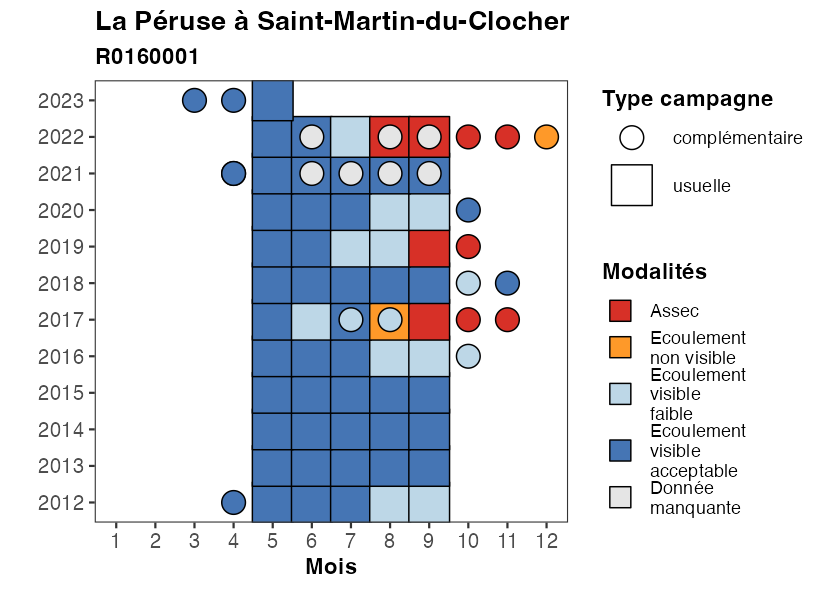 La Péruse à Saint-Martin-du-Clocher
R0160001
2023
2022
2021
2020
2019
2018
2017
2016
2015
2014
2013
2012
1 2 3 4 5 6 7 8 9 10 11 12
Mois
Type campagne
complémentaire
usuelle
Modalités
Assec
Ecoulement
non visible
Ecoulement
visible
faible
Ecoulement
visible
acceptable
Donnée
manquante